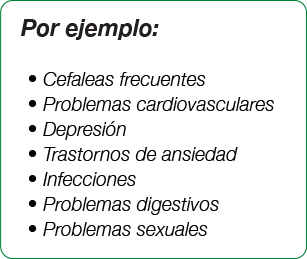 Por ejemplo:
• Cefaleas frecuentes
• Problemas cardiovasculares
• Depresión
• Trastornos de ansiedad
• Infecciones
• Problemas digestivos
• Problemas sexuales